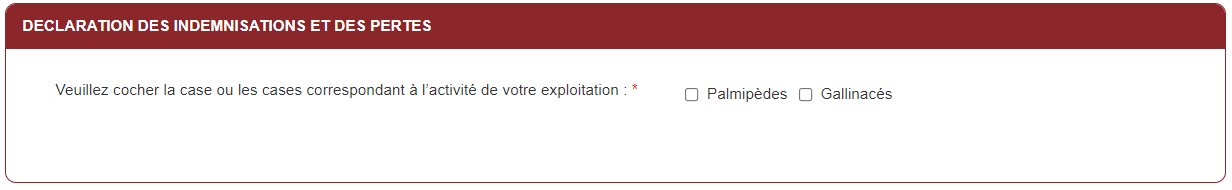 DECLARATION DES INDEMNISATIONS ET DES PERTES
Veuillez cocher la case ou les cases correspondant à l’activité de votre exploitation : * Palmipèdes Gallinacés